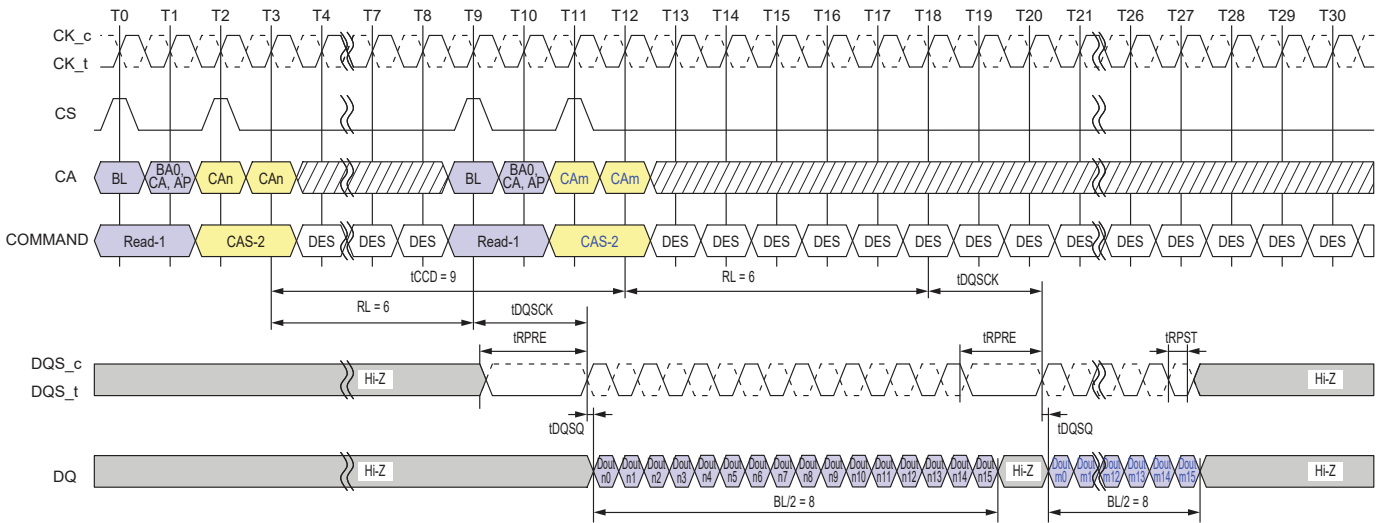 T0 T1 T2 T3 T4 T7 T8 T9 T10 T11 T12 T13 T14 T15 T16 T17 T18 T19 T20 T21 T26 T27 T28 T29 T30
CK_c
CK_t
CS
CA BL BA0, CA, AP CAn CAn BL BA0, CA, AP CAm CAm
COMMAND Read-1 CAS-2 DES DES DES Read-1 CAS-2 DES DES DES DES DES DES DES DES DES DES DES DES DES DES
tCCD = 9 RL = 6 tDQSCK
RL = 6 tDQSCK
tRPRE tRPRE tRPST
DQS_c
DQS_t
Hi-Z Hi-Z
tDQSQ tDQSQ
DQ Hi-Z Dout n0 Dout n1 Dout n2 Dout n3 Dout n4 Dout n5 Dout n6 Dout n7 Dout n8 Dout n9 Dout n10 Dout n11 Dout n12 Dout n13 Dout n14 Dout n15 Hi-Z Dout m0 Dout m1 Dout m12 Dout m13 Dout m14 Dout m15 Hi-Z
BL/2 = 8 BL/2 = 8